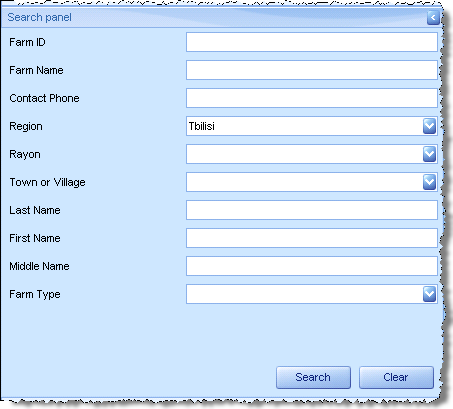 Search panel
Farm ID
Farm Name
Contact Phone
Region Tbilisi
Rayon
Town or Village
Last Name
First Name
Middle Name
Farm Type
Search Clear